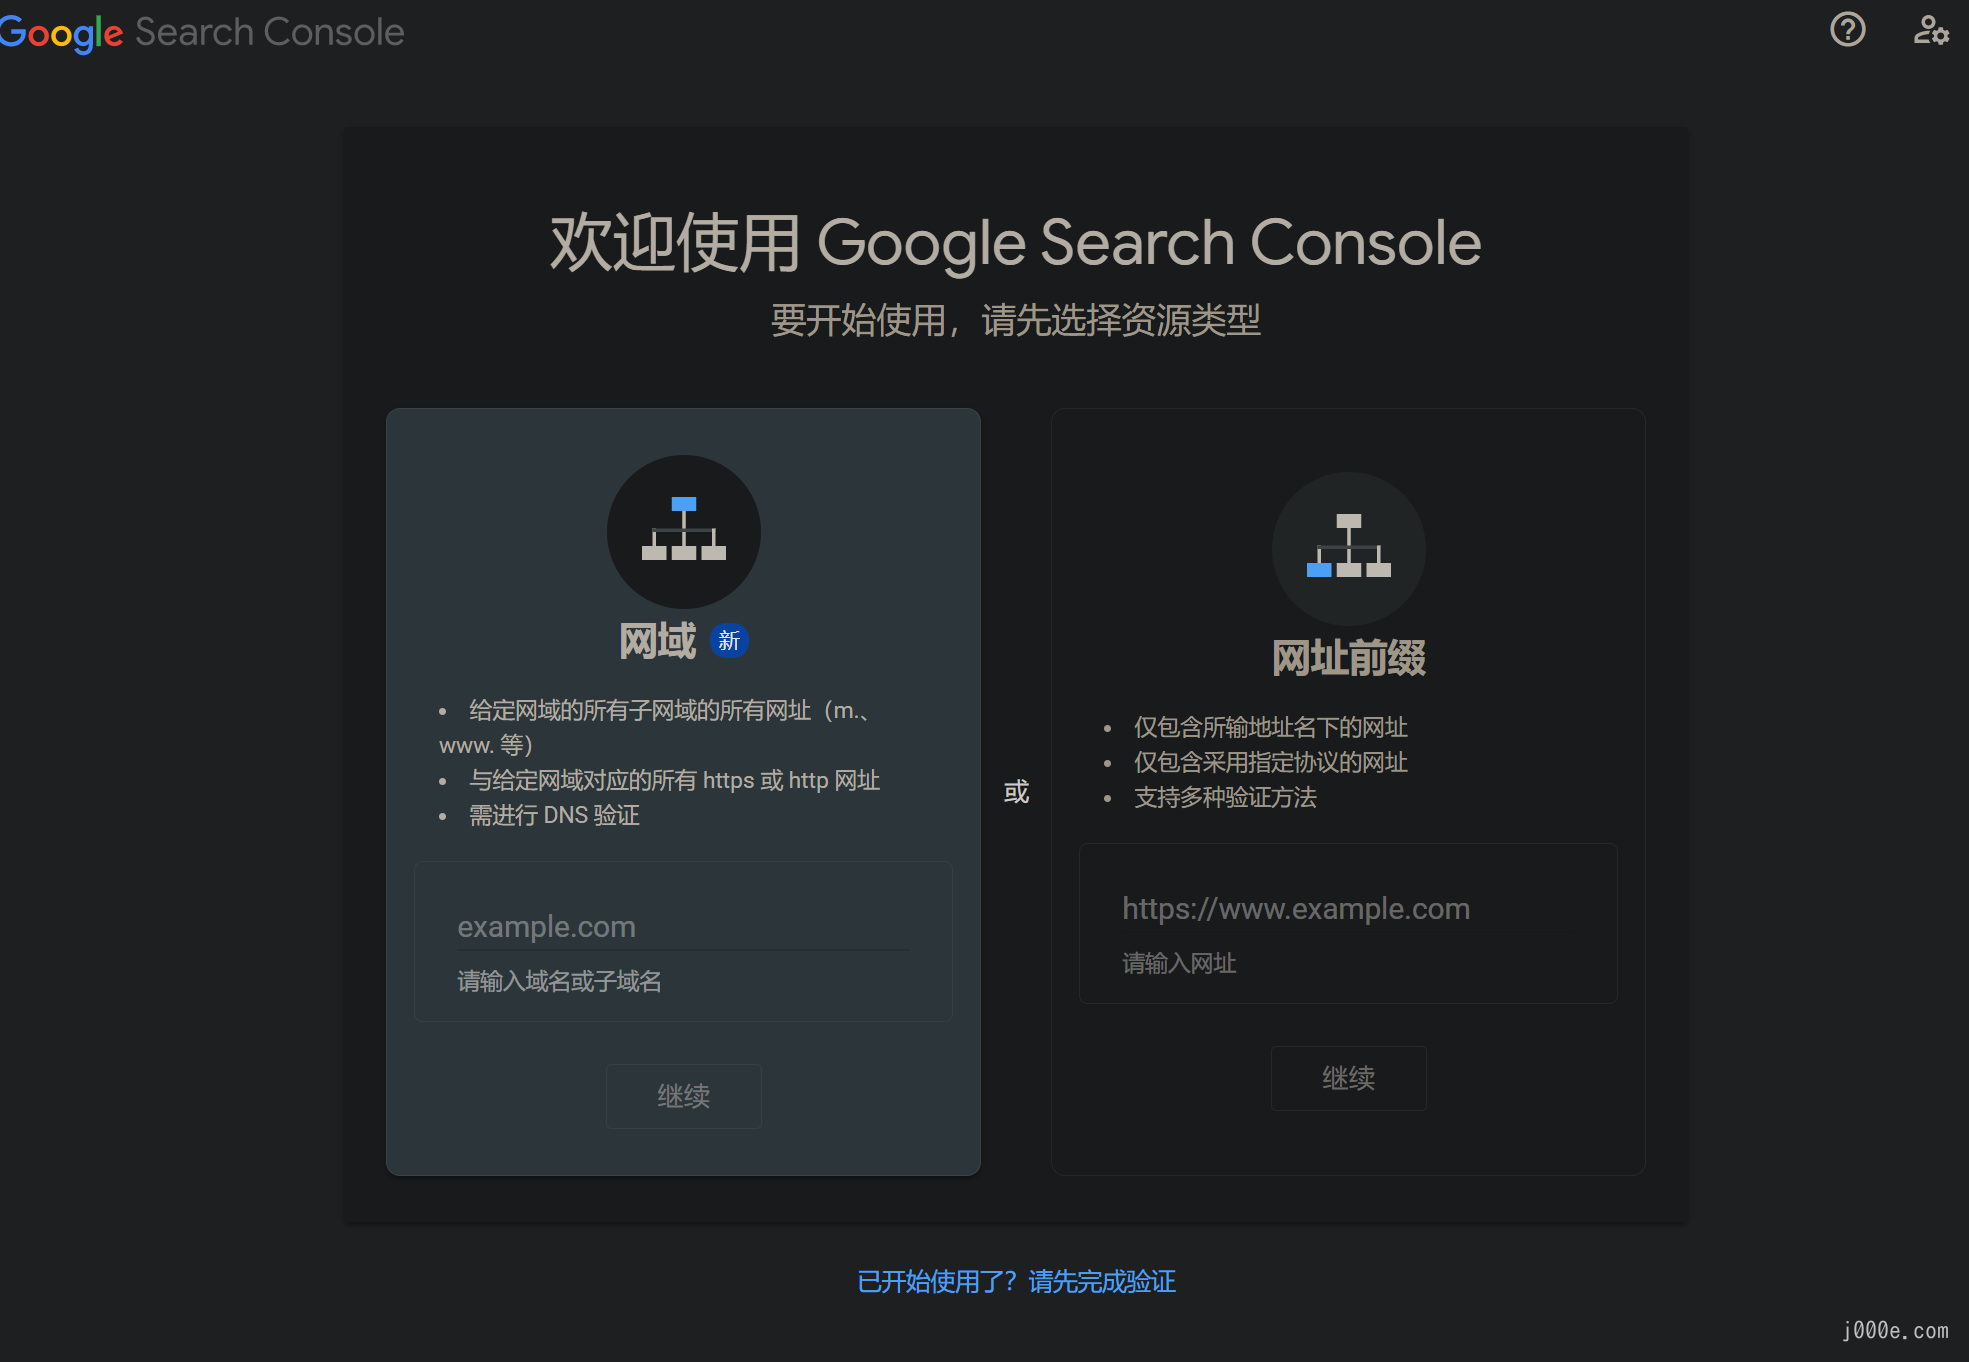 Google Search Console
欢迎使用 Google Search Console
要开始使用，请先选择资源类型
网域 新
给定网域的所有子网域的所有网址（m.、
www. 等）
与给定网域对应的所有 https 或 http 网址
需进行 DNS 验证
example.com
请输入域名或子域名
继续
或
网址前缀
仅包含所输地址名下的网址
仅包含采用指定协议的网址
支持多种验证方法
https://www.example.com
请输入网址
继续
已开始使用了？请先完成验证
j000e.com